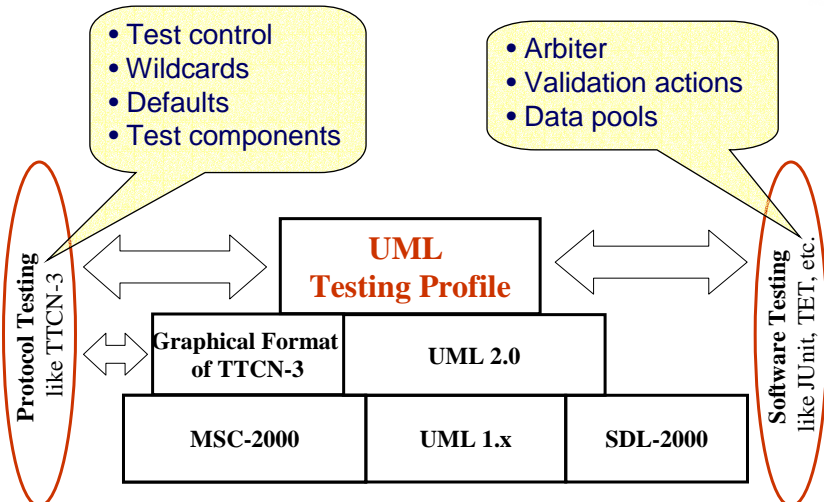 • Test control
• Wildcards
• Defaults
• Test components
• Arbiter
• Validation actions
• Data pools
Protocol Testing
like TTCN-3
UML
Testing Profile
Graphical Format
of TTCN-3
UML 2.0
MSC-2000
UML 1.x
SDL-2000
Software Testing
like JUnit, TET, etc.